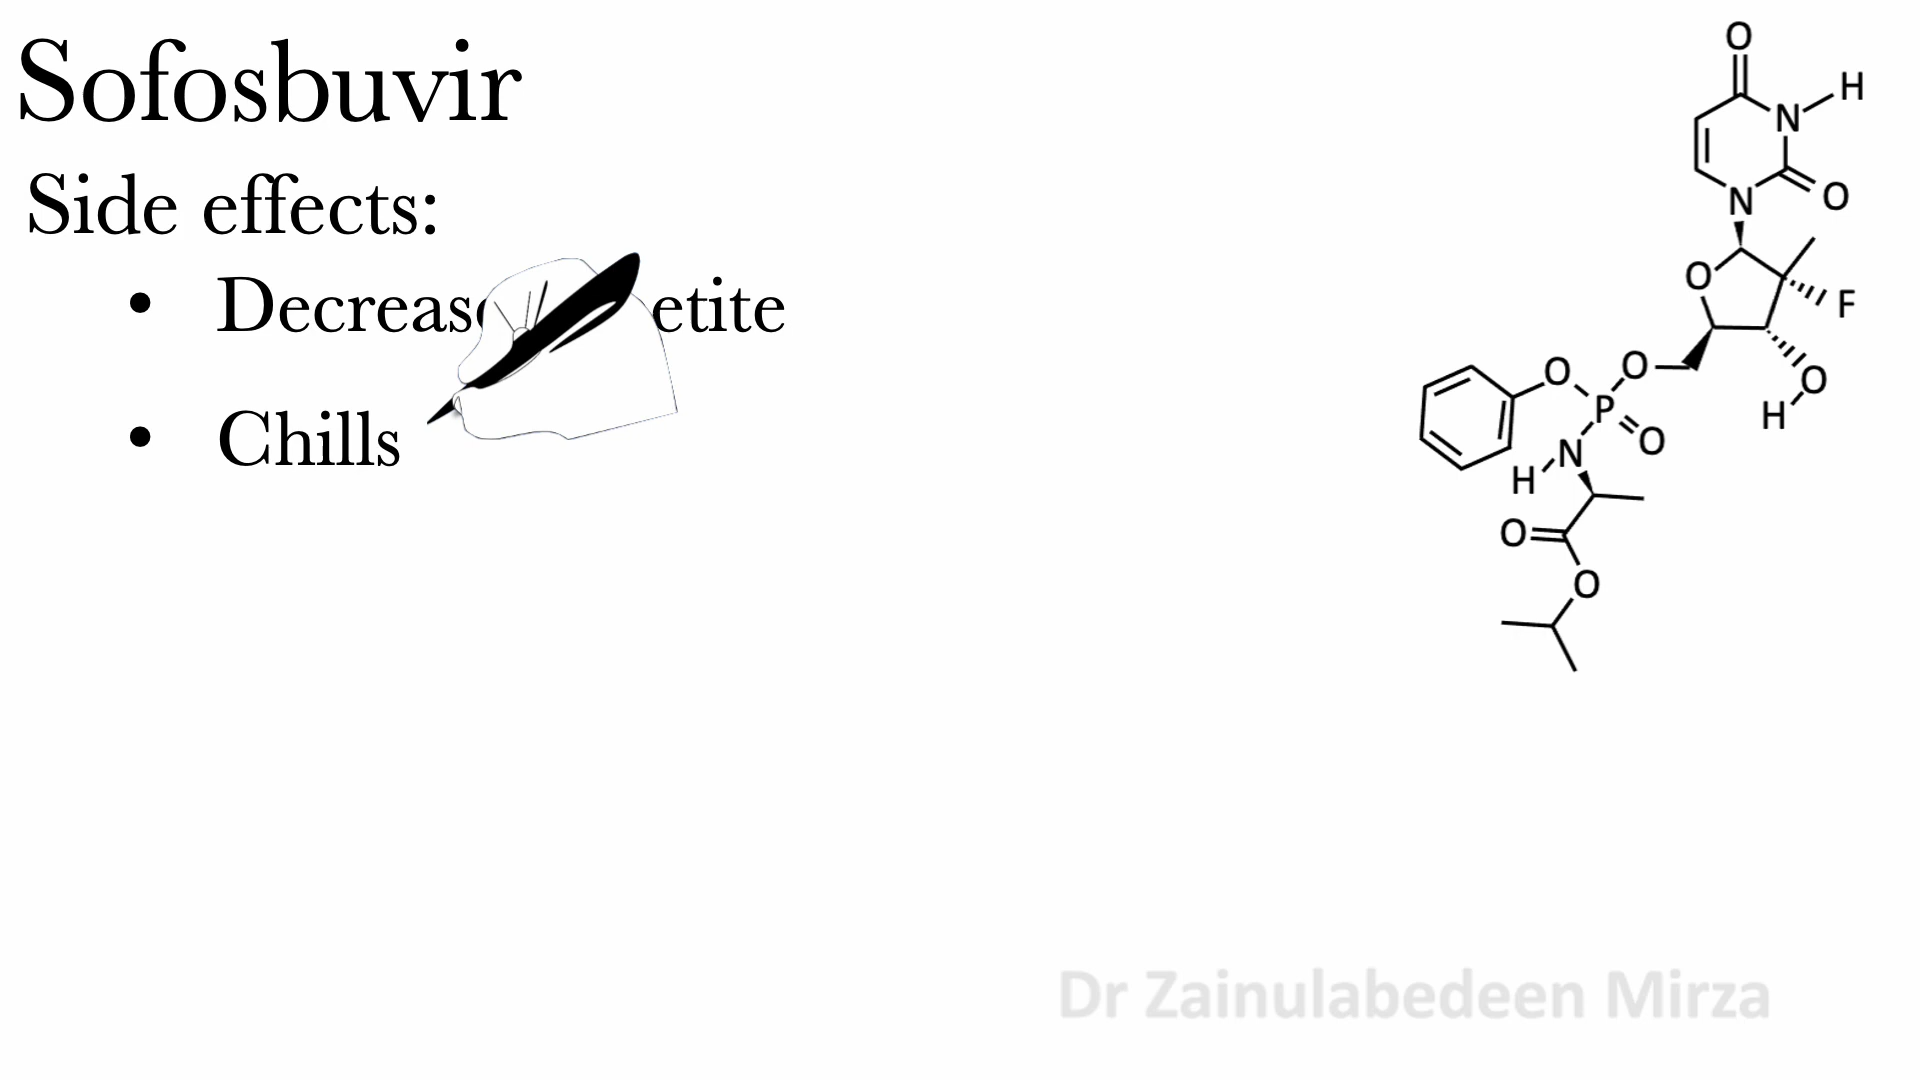 Sofosbuvir
Side effects:
• Decreas etite
• Chills
O
H
N
O
N
O
F
O
O
O
H
P
O
N
H
O
O
Dr Zainulabedeen Mirza